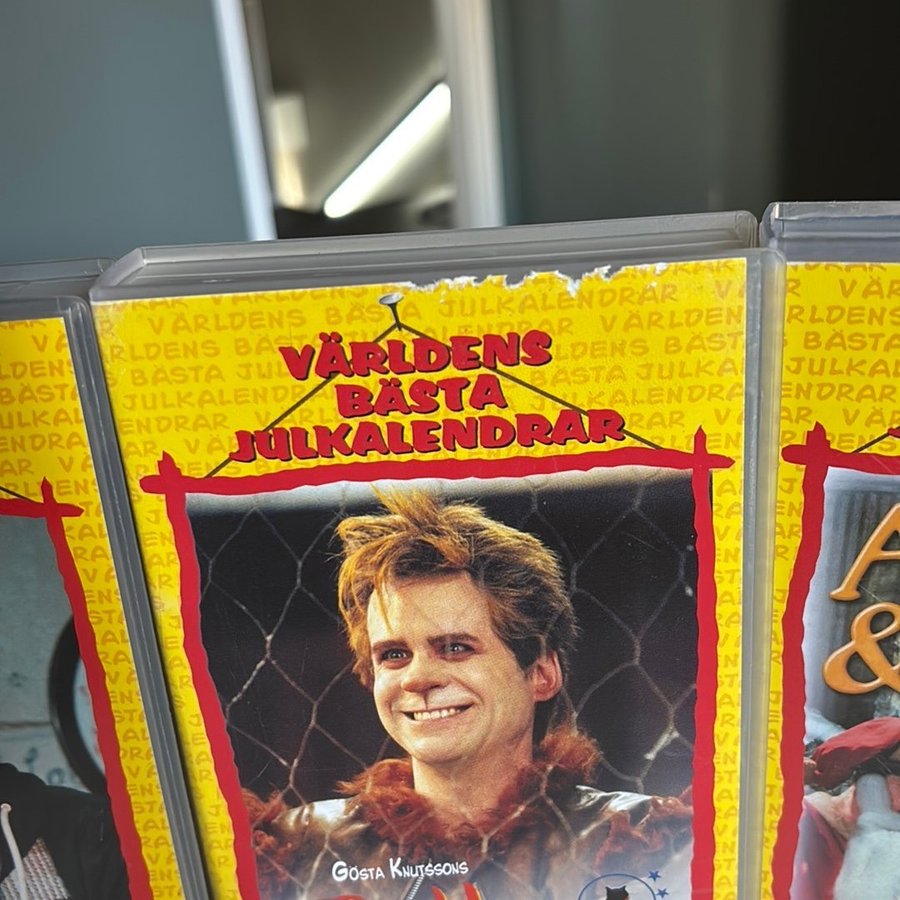 VÄRLDENS
BÄSTA
JULKALENDRAR
GÖSTA KNUTSSONS
A
&